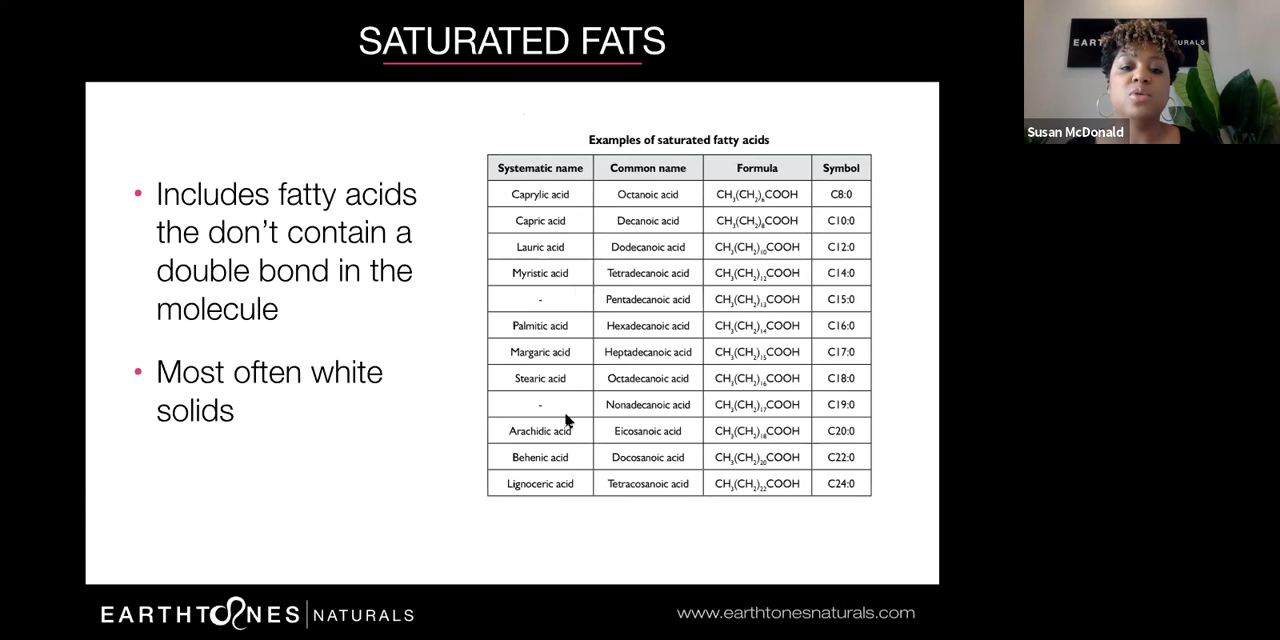 SATURATED FATS
EARTH
URALS
Susan McDonald
• Includes fatty acids
the don't contain a
double bond in the
molecule
• Most often white
solids
Examples of saturated fatty acids
Systematic name Common name Formula Symbol
Caprylic acid Octanoic acid CH₃(CH₂)₆COOH C8:0
Capric acid Decanoic acid CH₃(CH₂)₈COOH C10:0
Lauric acid Dodecanoic acid CH₃(CH₂)₁₀COOH C12:0
Myristic acid Tetradecanoic acid CH₃(CH₂)₁₂COOH C14:0
- Pentadecanoic acid CH₃(CH₂)₁₃COOH C15:0
Palmitic acid Hexadecanoic acid CH₃(CH₂)₁₄COOH C16:0
Margaric acid Heptadecanoic acid CH₃(CH₂)₁₅COOH C17:0
Stearic acid Octadecanoic acid CH₃(CH₂)₁₆COOH C18:0
- Nonadecanoic acid CH₃(CH₂)₁₇COOH C19:0
Arachidic acid Eicosanoic acid CH₃(CH₂)₁₈COOH C20:0
Behenic acid Docosanoic acid CH₃(CH₂)₂₀COOH C22:0
Lignoceric acid Tetracosanoic acid CH₃(CH₂)₂₂COOH C24:0
EARTHTONES NATURALS
www.earthtonesnaturals.com